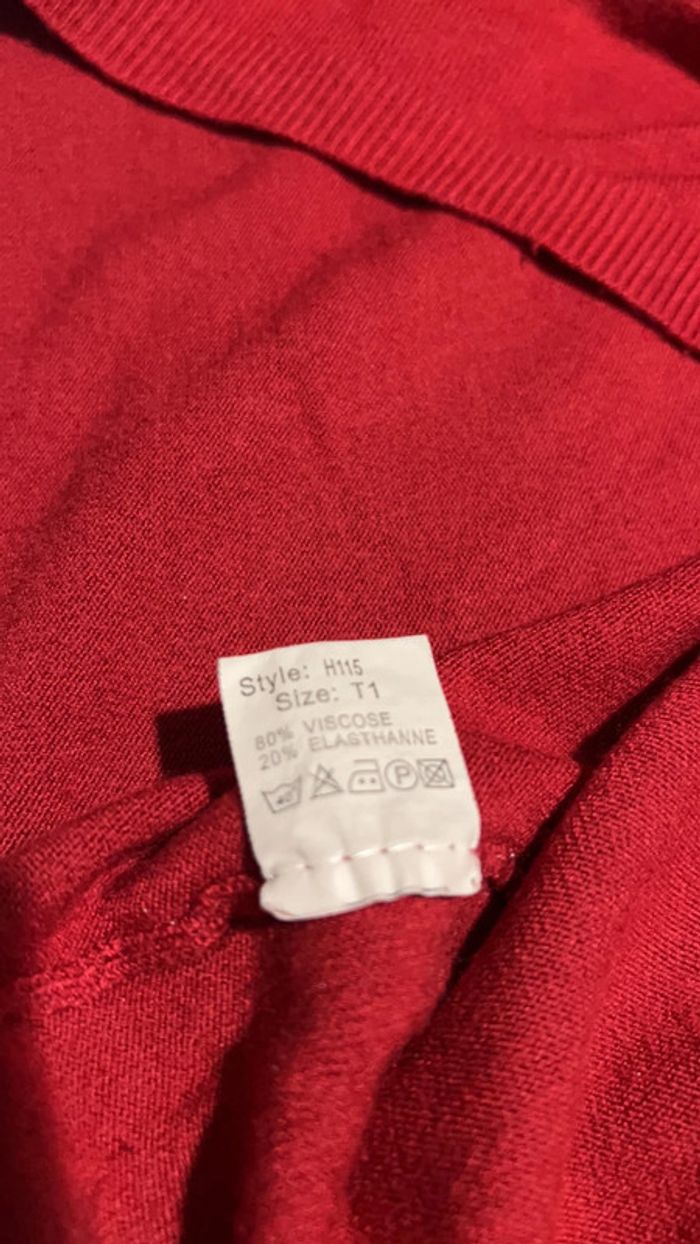 Style: H115
Size: T1
80% VISCOSE
20% ELASTHANNE
P